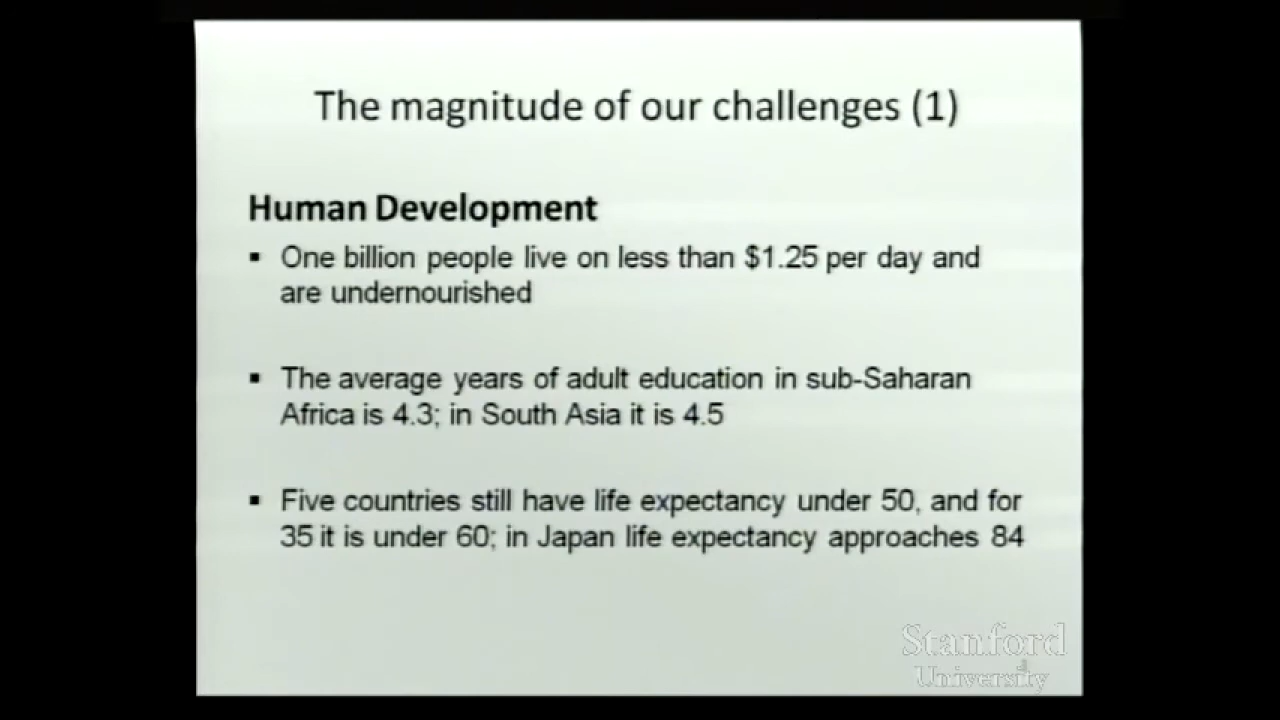 The magnitude of our challenges (1)
Human Development
▪ One billion people live on less than $1.25 per day and
are undernourished
▪ The average years of adult education in sub-Saharan
Africa is 4.3; in South Asia it is 4.5
▪ Five countries still have life expectancy under 50, and for
35 it is under 60; in Japan life expectancy approaches 84
Stanford
University